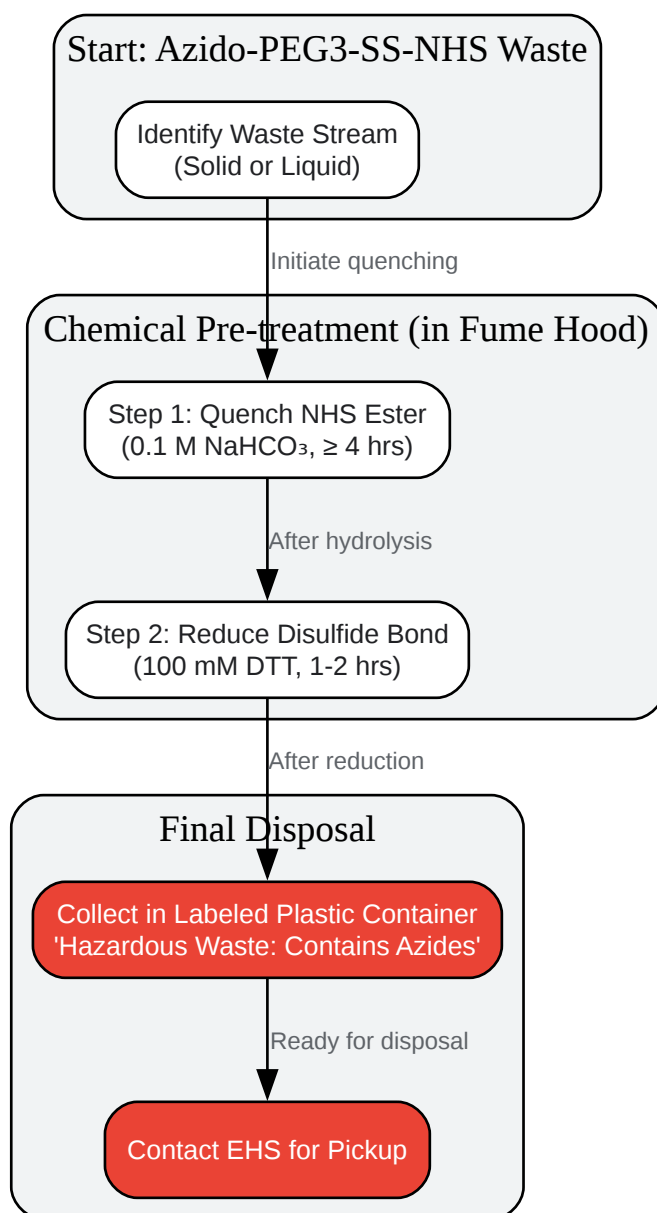 Start: Azido-PEG3-SS-NHS Waste
Identify Waste Stream
(Solid or Liquid)
Initiate quenching
Chemical Pre-treatment (in Fume Hood)
Step 1: Quench NHS Ester
(0.1 M NaHCO₃, ≥ 4 hrs)
After hydrolysis
Step 2: Reduce Disulfide Bond
(100 mM DTT, 1-2 hrs)
After reduction
Final Disposal
Collect in Labeled Plastic Container
'Hazardous Waste: Contains Azides'
Ready for disposal
Contact EHS for Pickup